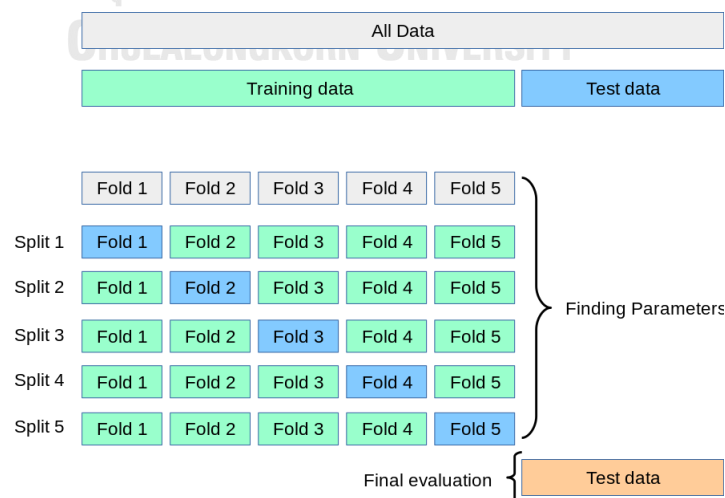 All Data
CHULALONGKORN UNIVERSITY
Training data Test data
Fold 1 Fold 2 Fold 3 Fold 4 Fold 5
Split 1 Fold 1 Fold 2 Fold 3 Fold 4 Fold 5
Split 2 Fold 1 Fold 2 Fold 3 Fold 4 Fold 5
Finding Parameters
Split 3 Fold 1 Fold 2 Fold 3 Fold 4 Fold 5
Split 4 Fold 1 Fold 2 Fold 3 Fold 4 Fold 5
Split 5 Fold 1 Fold 2 Fold 3 Fold 4 Fold 5
Final evaluation Test data